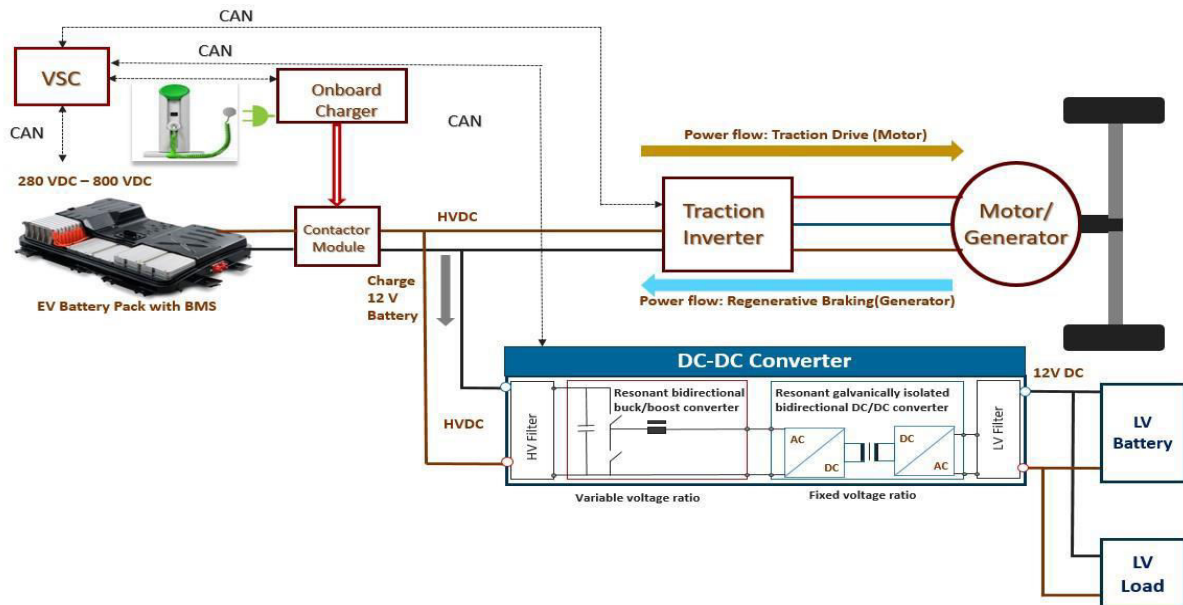 CAN
CAN
VSC
Onboard
Charger
CAN
CAN
280 VDC – 800 VDC
Power flow: Traction Drive (Motor)
HVDC
Contactor
Module
Traction
Inverter
Motor/
Generator
Charge
12 V
Battery
EV Battery Pack with BMS
Power flow: Regenerative Braking(Generator)
DC-DC Converter
12V DC
HVDC
HV Filter
Resonant bidirectional
buck/boost converter
Resonant galvanically isolated
bidirectional DC/DC converter
AC
DC
DC
AC
LV Filter
Variable voltage ratio
Fixed voltage ratio
LV
Battery
LV
Load